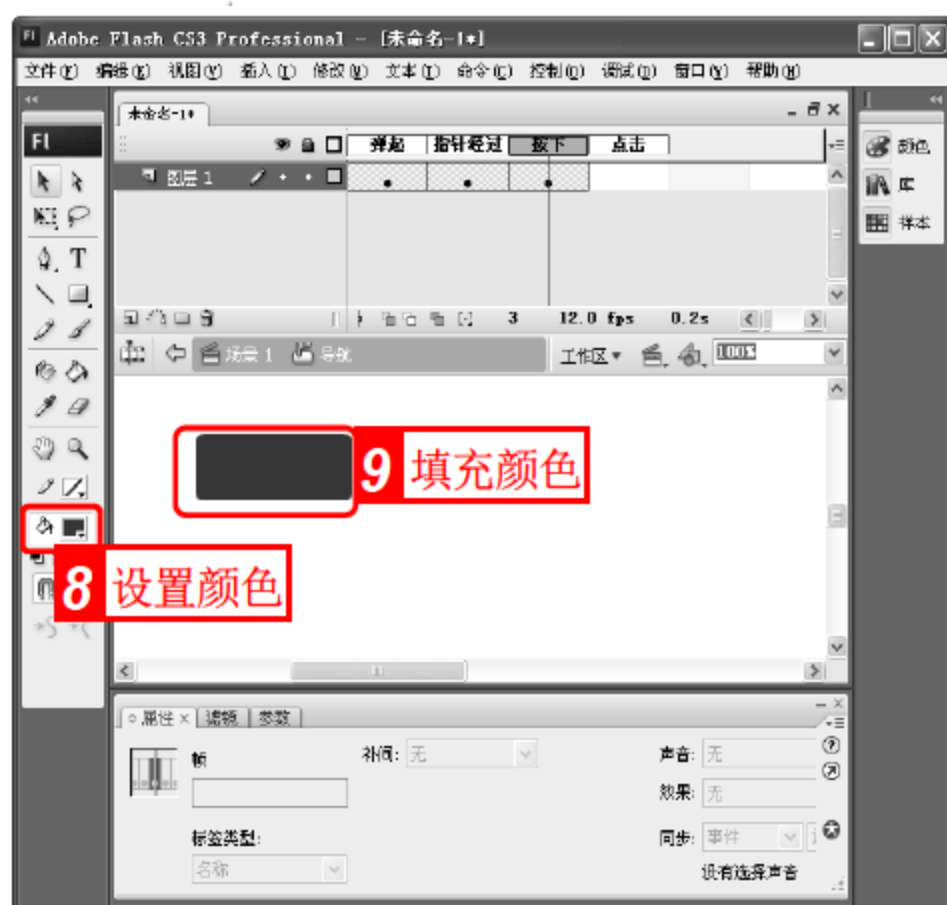 Adobe Flash CS3 Professional - [未命名-1*]
文件(F) 编辑(E) 视图(V) 插入(I) 修改(M) 文本(T) 命令(C) 控制(O) 调试(D) 窗口(W) 帮助(H)
未命名-1*
Fl
弹起 指针经过 按下 点击
图层 1
颜色
库
样本
3 12.0 fps 0.2s
场景 1 导航
工作区 100%
9 填充颜色
8 设置颜色
属性 × 滤镜 参数
帧
补间: 无
声音: 无
效果: 无
标签类型:
名称
同步: 事件
没有选择声音